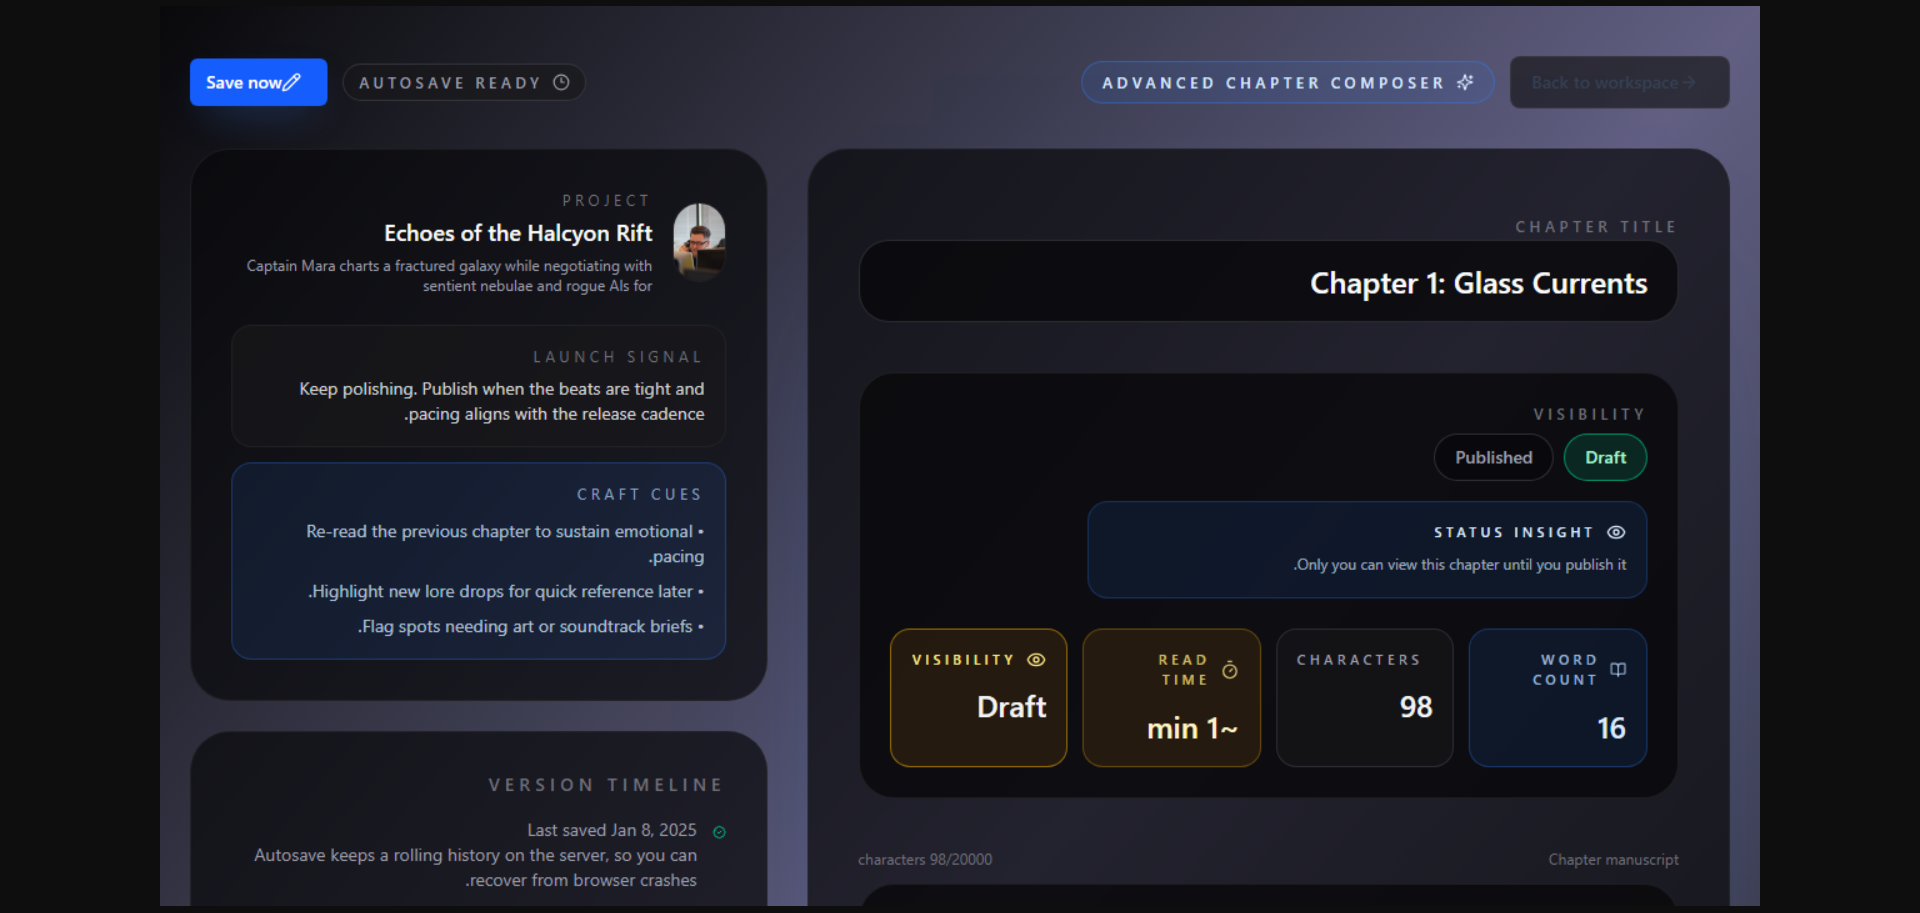 Save now
AUTOSAVE READY
ADVANCED CHAPTER COMPOSER
Back to workspace
PROJECT
Echoes of the Halcyon Rift
Captain Mara charts a fractured galaxy while negotiating with
sentient nebulae and rogue AIs for
LAUNCH SIGNAL
Keep polishing. Publish when the beats are tight and
.pacing aligns with the release cadence
CRAFT CUES
Re-read the previous chapter to sustain emotional •
.pacing
.Highlight new lore drops for quick reference later •
.Flag spots needing art or soundtrack briefs •
VERSION TIMELINE
Last saved Jan 8, 2025
Autosave keeps a rolling history on the server, so you can
.recover from browser crashes
CHAPTER TITLE
Chapter 1: Glass Currents
VISIBILITY
Published
Draft
STATUS INSIGHT
.Only you can view this chapter until you publish it
VISIBILITY
Draft
READ
TIME
min 1~
CHARACTERS
98
WORD
COUNT
16
characters 98/20000
Chapter manuscript